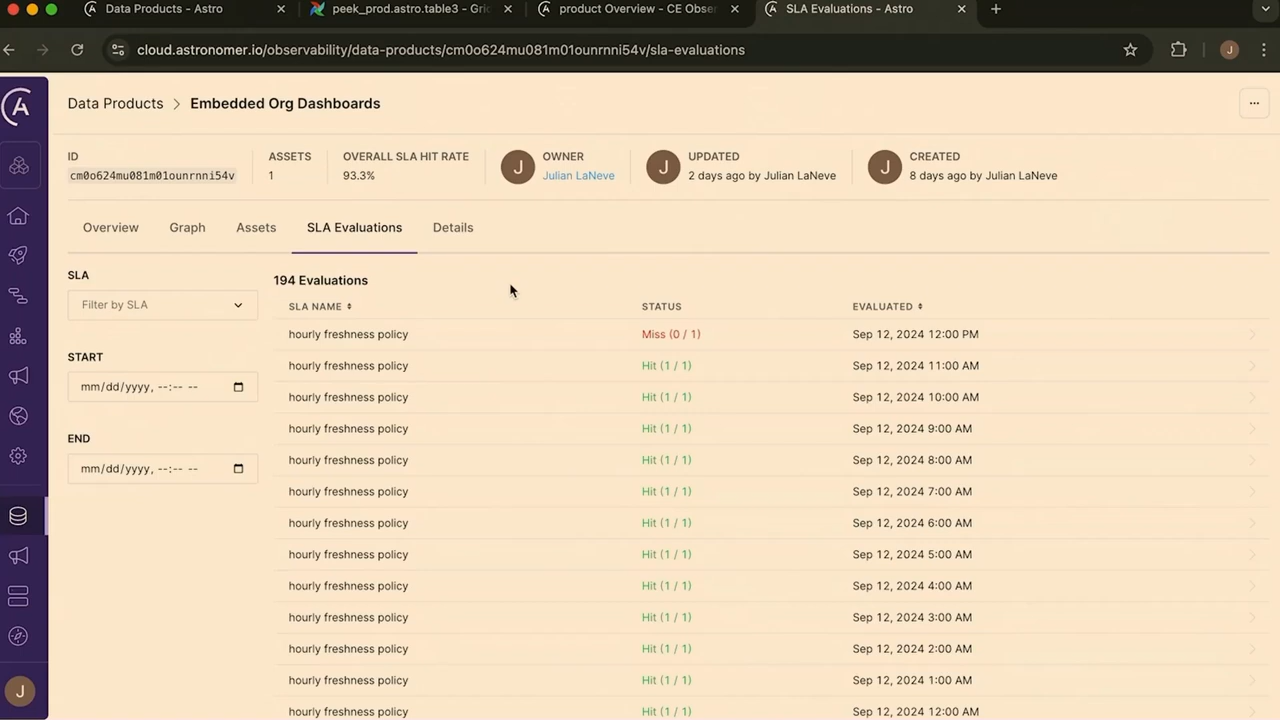 Data Products - Astro
peek_prod.astro.table3 - Gri
product Overview - CE Obser
SLA Evaluations - Astro
cloud.astronomer.io/observability/data-products/cm0o624mu081m01ounrnni54v/sla-evaluations
J
A
Data Products > Embedded Org Dashboards
ID
cm0o624mu081m01ounrnni54v
ASSETS
1
OVERALL SLA HIT RATE
93.3%
J
OWNER
Julian LaNeve
J
UPDATED
2 days ago by Julian LaNeve
J
CREATED
8 days ago by Julian LaNeve
Overview Graph Assets SLA Evaluations Details
SLA
Filter by SLA
START
mm/dd/yyyy, --:-- --
END
mm/dd/yyyy, --:-- --
194 Evaluations
SLA NAME STATUS EVALUATED
hourly freshness policy Miss (0 / 1) Sep 12, 2024 12:00 PM
hourly freshness policy Hit (1 / 1) Sep 12, 2024 11:00 AM
hourly freshness policy Hit (1 / 1) Sep 12, 2024 10:00 AM
hourly freshness policy Hit (1 / 1) Sep 12, 2024 9:00 AM
hourly freshness policy Hit (1 / 1) Sep 12, 2024 8:00 AM
hourly freshness policy Hit (1 / 1) Sep 12, 2024 7:00 AM
hourly freshness policy Hit (1 / 1) Sep 12, 2024 6:00 AM
hourly freshness policy Hit (1 / 1) Sep 12, 2024 5:00 AM
hourly freshness policy Hit (1 / 1) Sep 12, 2024 4:00 AM
hourly freshness policy Hit (1 / 1) Sep 12, 2024 3:00 AM
hourly freshness policy Hit (1 / 1) Sep 12, 2024 2:00 AM
hourly freshness policy Hit (1 / 1) Sep 12, 2024 1:00 AM
hourly freshness policy Hit (1 / 1) Sep 12, 2024 12:00 AM
J